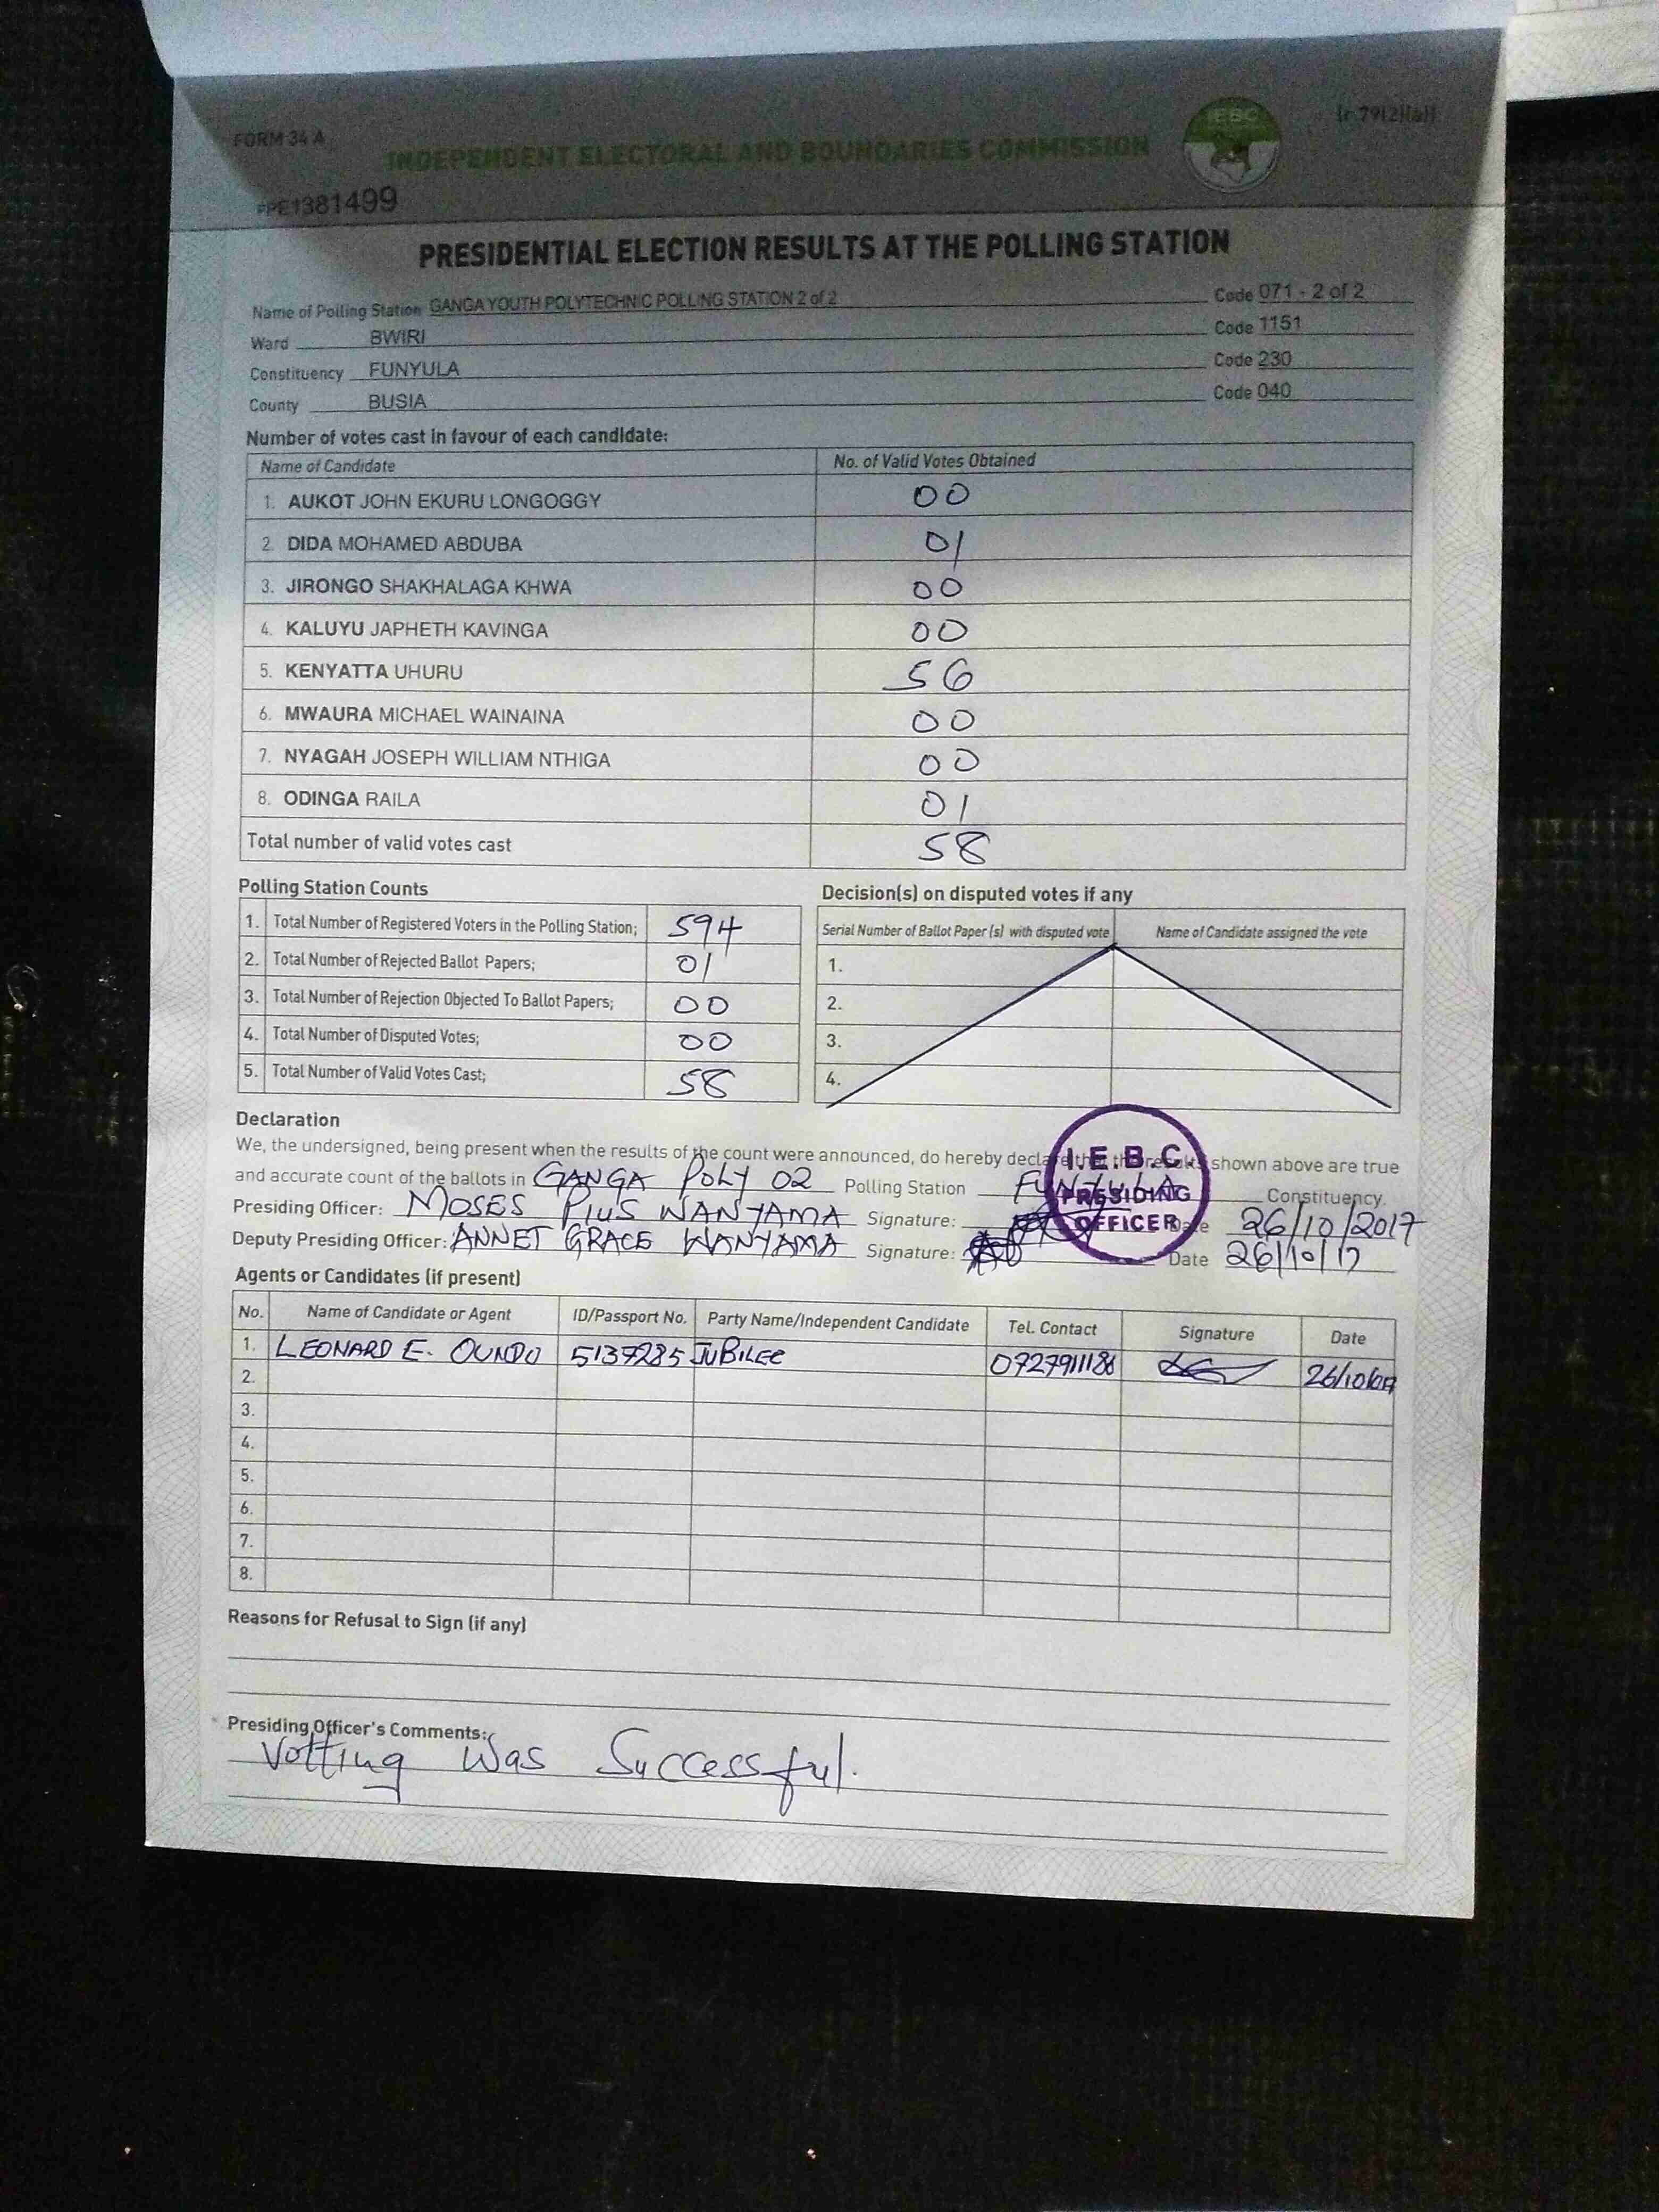 FORM 34 A
(r 79(2)(a))
INDEPENDENT ELECTORAL AND BOUNDARIES COMMISSION
IEBC
PPE1381499
PRESIDENTIAL ELECTION RESULTS AT THE POLLING STATION
Name of Polling Station GANGA YOUTH POLYTECHNIC POLLING STATION 2 of 2 Code 071 - 2 of 2
Ward BWIRI Code 1151
Constituency FUNYULA Code 230
County BUSIA Code 040
Number of votes cast in favour of each candidate:
Name of Candidate No. of Valid Votes Obtained
1. AUKOT JOHN EKURU LONGOGGY 00
2. DIDA MOHAMED ABDUBA 01
3. JIRONGO SHAKHALAGA KHWA 00
4. KALUYU JAPHETH KAVINGA 00
5. KENYATTA UHURU 56
6. MWAURA MICHAEL WAINAINA 00
7. NYAGAH JOSEPH WILLIAM NTHIGA 00
8. ODINGA RAILA 01
Total number of valid votes cast 58
Polling Station Counts
1. Total Number of Registered Voters in the Polling Station; 594
2. Total Number of Rejected Ballot Papers; 01
3. Total Number of Rejection Objected To Ballot Papers; 00
4. Total Number of Disputed Votes; 00
5. Total Number of Valid Votes Cast; 58
Decision(s) on disputed votes if any
Serial Number of Ballot Paper (s) with disputed vote Name of Candidate assigned the vote
1.
2.
3.
4.
Declaration
We, the undersigned, being present when the results of the count were announced, do hereby declare that the results shown above are true
and accurate count of the ballots in GANGA POLY 02 Polling Station FUNYULA Constituency.
Presiding Officer: MOSES PIUS WANYAMA Signature: Date 26/10/2017
Deputy Presiding Officer: ANNET GRACE WANYAMA Signature: Date 26/10/17
I.E.B.C.
PRESIDING
OFFICER
Agents or Candidates (if present)
No. Name of Candidate or Agent ID/Passport No. Party Name/Independent Candidate Tel. Contact Signature Date
1. LEONARD E. OUNDO 5137285 JUBILEE 0727911186 26/10/017
2.
3.
4.
5.
6.
7.
8.
Reasons for Refusal to Sign (if any)
Presiding Officer's Comments:
Votting was Successful.